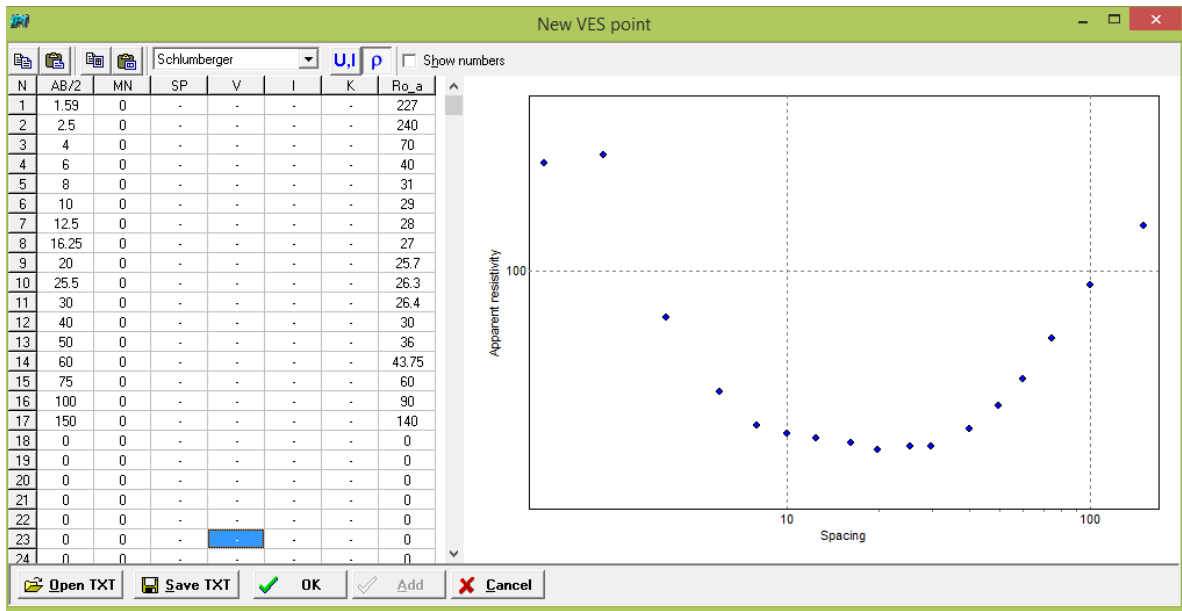 New VES point
Schlumberger U,I ρ Show numbers
N AB/2 MN SP V I K Ro_a
1 1.59 0 - - - - 227
2 2.5 0 - - - - 240
3 4 0 - - - - 70
4 6 0 - - - - 40
5 8 0 - - - - 31
6 10 0 - - - - 29
7 12.5 0 - - - - 28
8 16.25 0 - - - - 27
9 20 0 - - - - 25.7
10 25.5 0 - - - - 26.3
11 30 0 - - - - 26.4
12 40 0 - - - - 30
13 50 0 - - - - 36
14 60 0 - - - - 43.75
15 75 0 - - - - 60
16 100 0 - - - - 90
17 150 0 - - - - 140
18 0 0 - - - - 0
19 0 0 - - - - 0
20 0 0 - - - - 0
21 0 0 - - - - 0
22 0 0 - - - - 0
23 0 0 - - - - 0
24 0 0 - - - - 0
Apparent resistivity
100
10 100
Spacing
Open TXT Save TXT OK Add Cancel